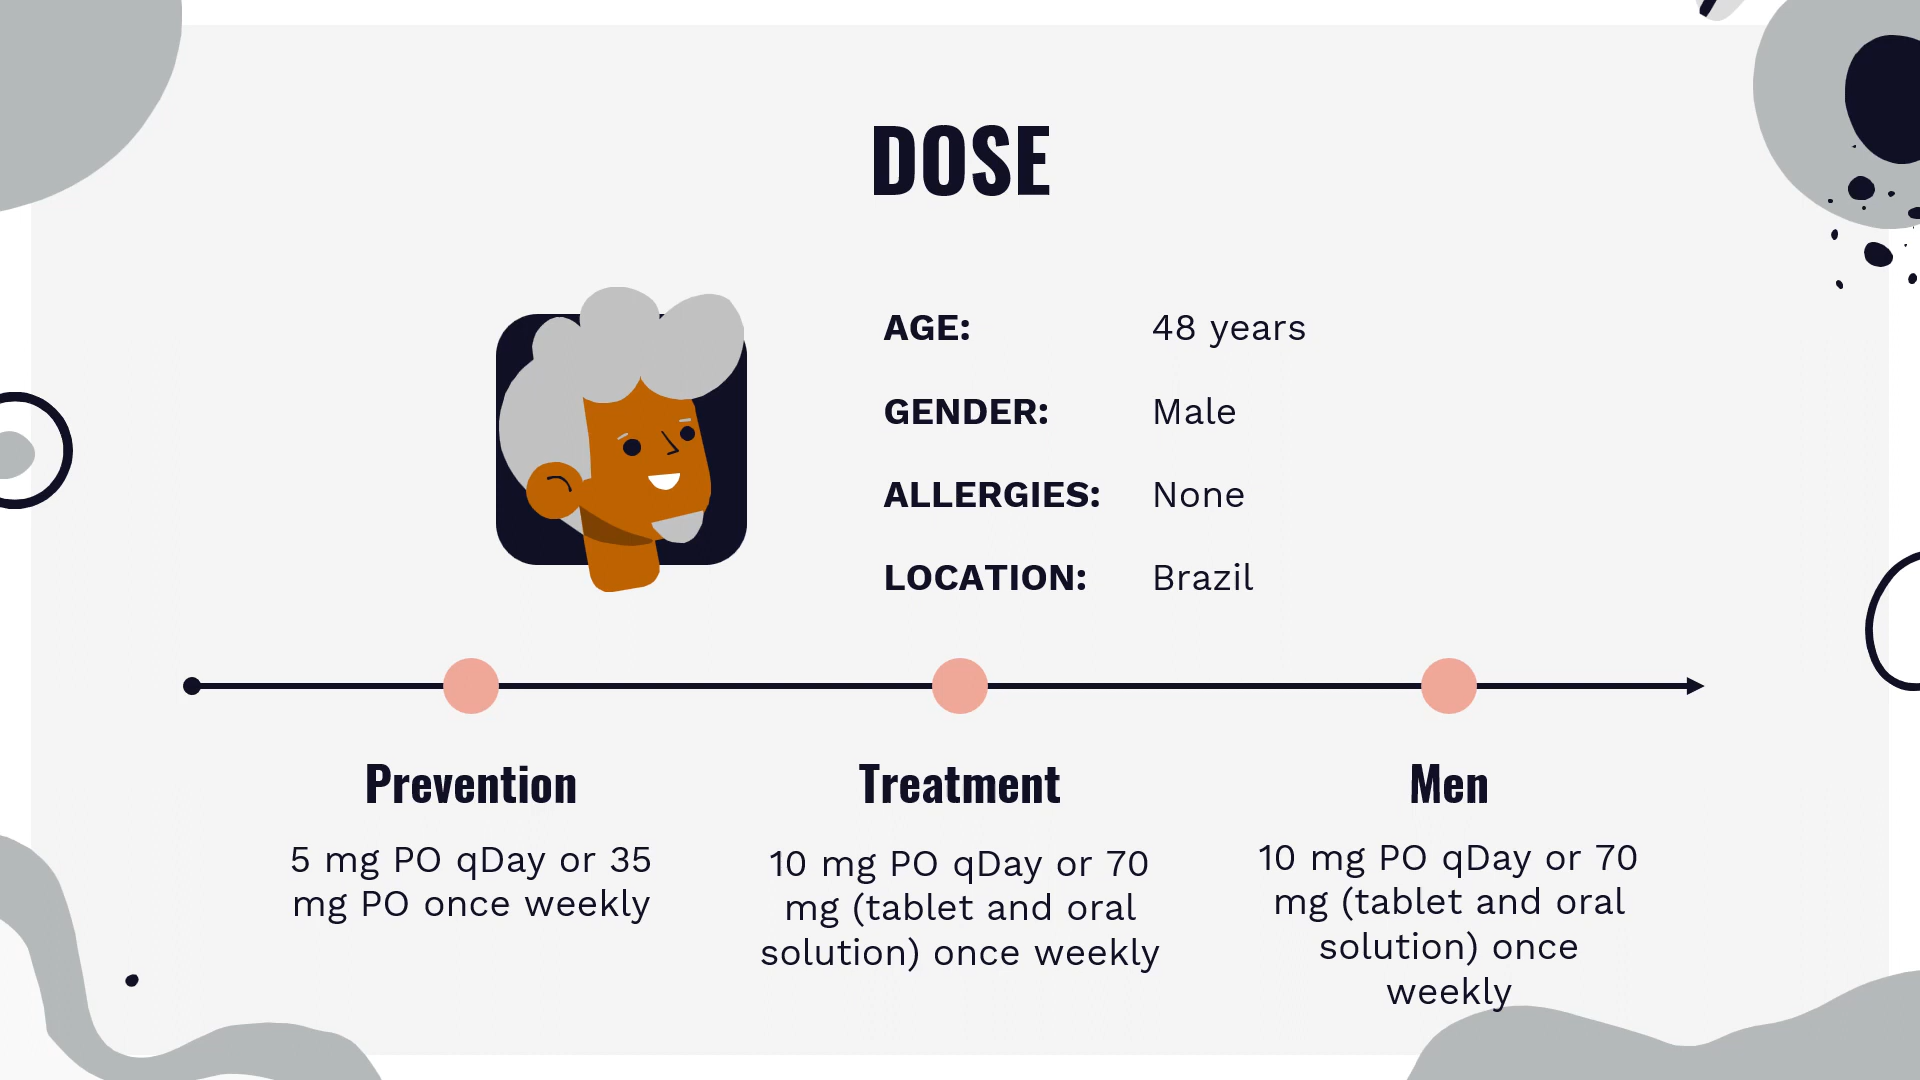 DOSE
AGE: 48 years
GENDER: Male
ALLERGIES: None
LOCATION: Brazil
Prevention
5 mg PO qDay or 35
mg PO once weekly
Treatment
10 mg PO qDay or 70
mg (tablet and oral
solution) once weekly
Men
10 mg PO qDay or 70
mg (tablet and oral
solution) once
weekly